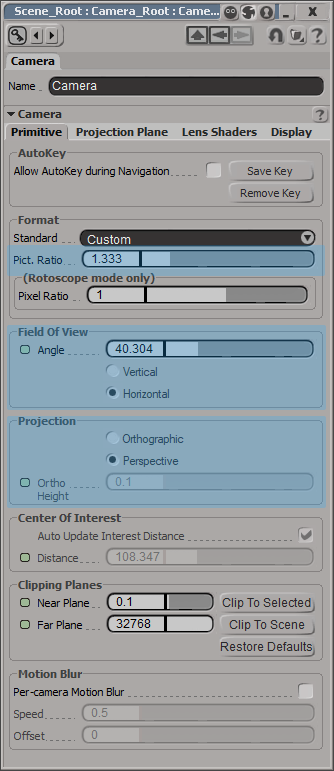 Scene_Root : Camera_Root : Came...
Camera
Name Camera
Camera
Primitive Projection Plane Lens Shaders Display
AutoKey
Allow AutoKey during Navigation Save Key
Remove Key
Format
Standard Custom
Pict. Ratio 1.333
(Rotoscope mode only)
Pixel Ratio 1
Field Of View
Angle 40.304
Vertical
Horizontal
Projection
Orthographic
Perspective
Ortho Height 0.1
Center Of Interest
Auto Update Interest Distance
Distance 108.347
Clipping Planes
Near Plane 0.1 Clip To Selected
Far Plane 32768 Clip To Scene
Restore Defaults
Motion Blur
Per-camera Motion Blur
Speed 0.5
Offset 0